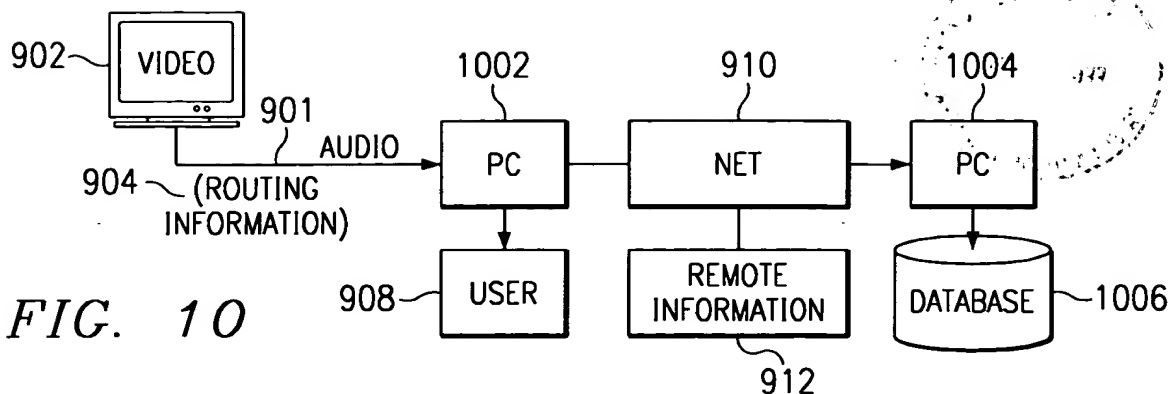 902
VIDEO
901
AUDIO
904
(ROUTING
INFORMATION)
1002
PC
910
NET
1004
PC
908
USER
REMOTE
INFORMATION
912
DATABASE
1006
FIG. 10